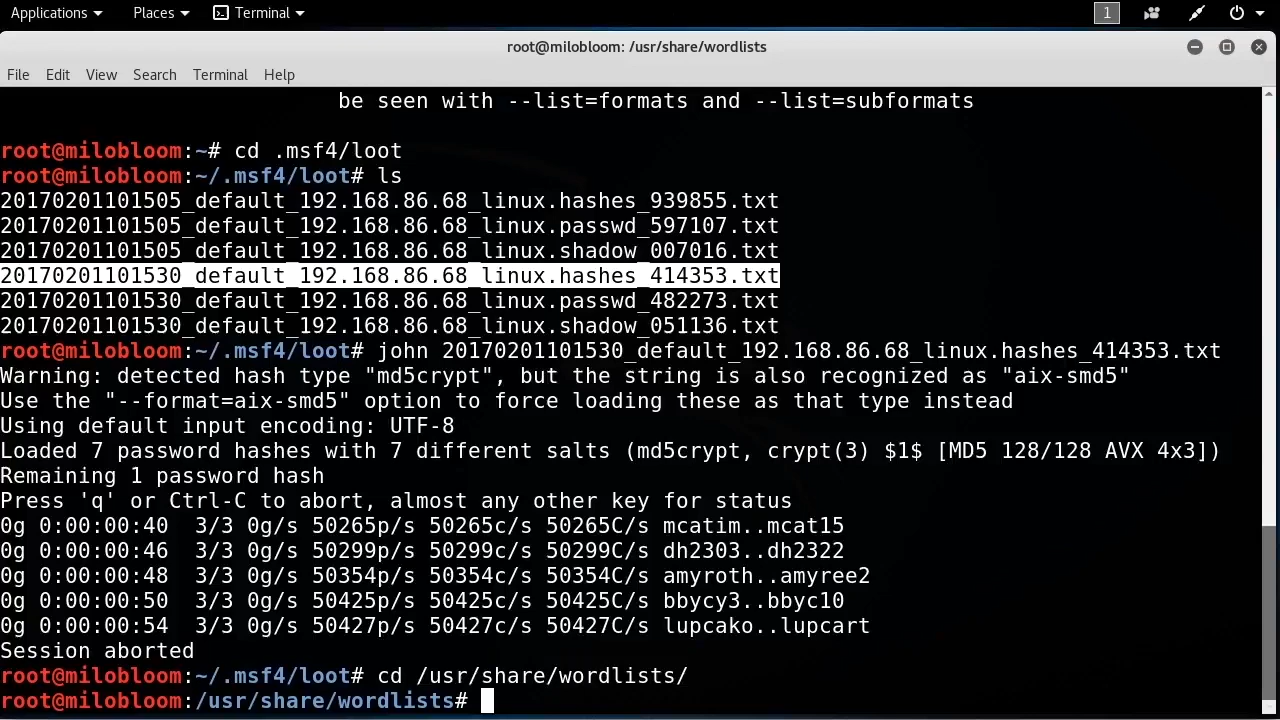 Applications Places Terminal 1
root@milobloom: /usr/share/wordlists
File Edit View Search Terminal Help
be seen with --list=formats and --list=subformats
root@milobloom:~# cd .msf4/loot
root@milobloom:~/.msf4/loot# ls
20170201101505_default_192.168.86.68_linux.hashes_939855.txt
20170201101505_default_192.168.86.68_linux.passwd_597107.txt
20170201101505_default_192.168.86.68_linux.shadow_007016.txt
20170201101530_default_192.168.86.68_linux.hashes_414353.txt
20170201101530_default_192.168.86.68_linux.passwd_482273.txt
20170201101530_default_192.168.86.68_linux.shadow_051136.txt
root@milobloom:~/.msf4/loot# john 20170201101530_default_192.168.86.68_linux.hashes_414353.txt
Warning: detected hash type "md5crypt", but the string is also recognized as "aix-smd5"
Use the "--format=aix-smd5" option to force loading these as that type instead
Using default input encoding: UTF-8
Loaded 7 password hashes with 7 different salts (md5crypt, crypt(3) $1$ [MD5 128/128 AVX 4x3])
Remaining 1 password hash
Press 'q' or Ctrl-C to abort, almost any other key for status
0g 0:00:00:40  3/3 0g/s 50265p/s 50265c/s 50265C/s mcatim..mcat15
0g 0:00:00:46  3/3 0g/s 50299p/s 50299c/s 50299C/s dh2303..dh2322
0g 0:00:00:48  3/3 0g/s 50354p/s 50354c/s 50354C/s amyroth..amyree2
0g 0:00:00:50  3/3 0g/s 50425p/s 50425c/s 50425C/s bbycy3..bbyc10
0g 0:00:00:54  3/3 0g/s 50427p/s 50427c/s 50427C/s lupcako..lupcart
Session aborted
root@milobloom:~/.msf4/loot# cd /usr/share/wordlists/
root@milobloom:/usr/share/wordlists#